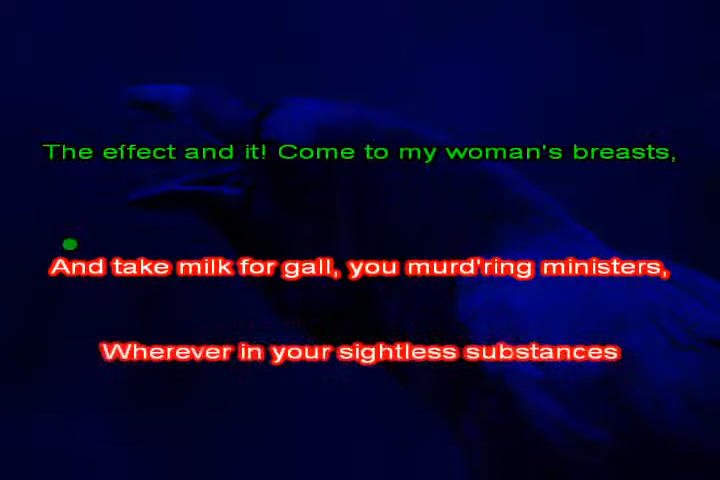 The effect and it! Come to my woman's breasts,
And take milk for gall, you murd'ring ministers,
Wherever in your sightless substances